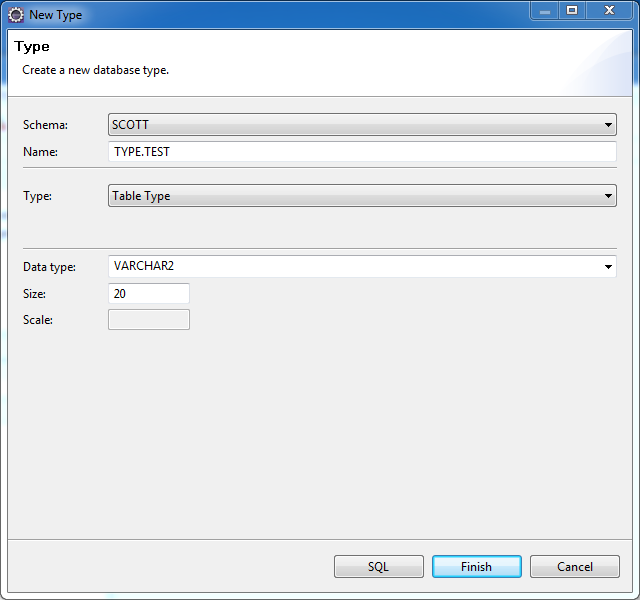 New Type
Type
Create a new database type.
Schema: SCOTT
Name: TYPE.TEST
Type: Table Type
Data type: VARCHAR2
Size: 20
Scale:
SQL Finish Cancel